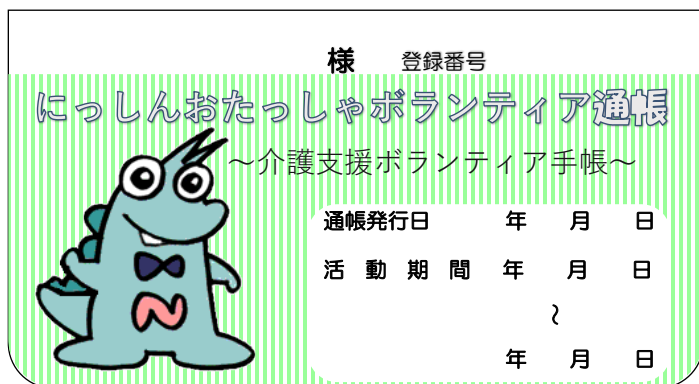 様 登録番号
にっしんおたっしゃボランティア通帳
～介護支援ボランティア手帳～
通帳発行日 年 月 日
活動期間 年 月 日
～
年 月 日
N